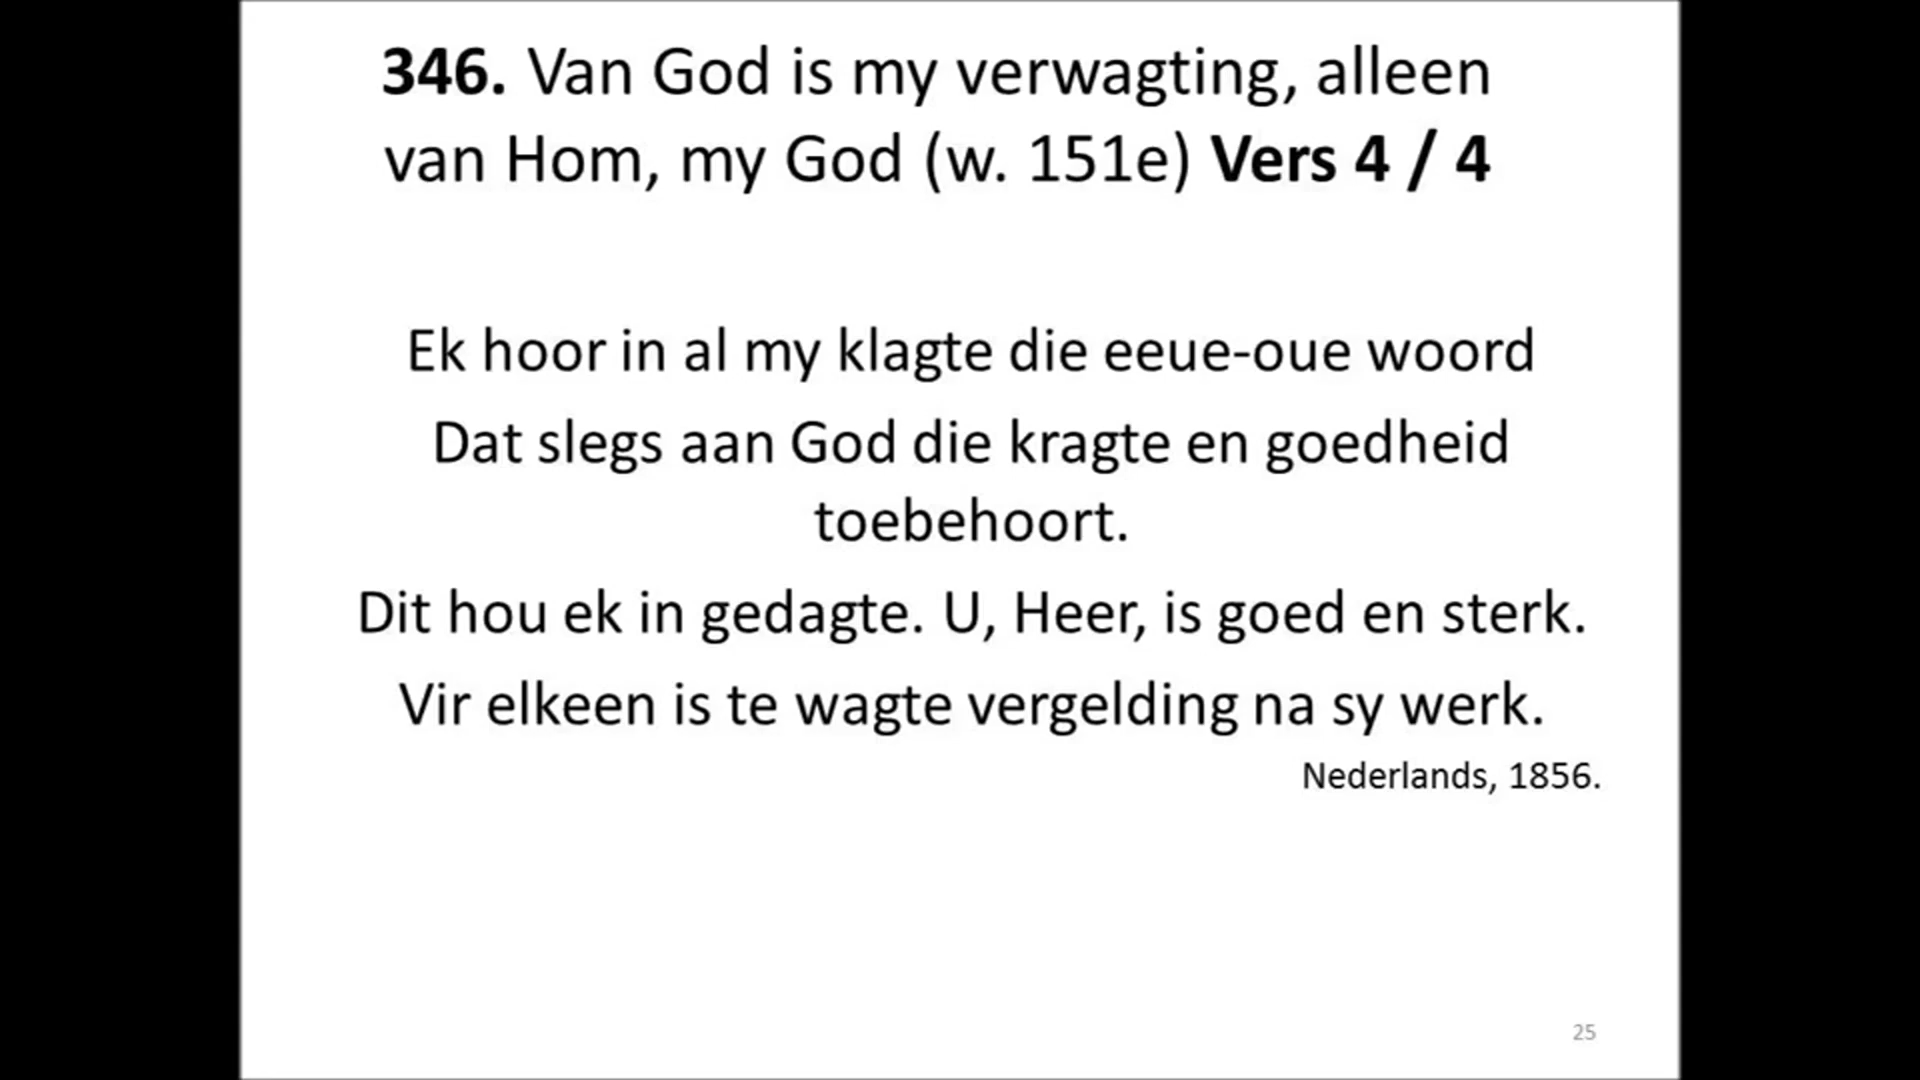 346. Van God is my verwagting, alleen
van Hom, my God (w. 151e) Vers 4 / 4
Ek hoor in al my klagte die eeue-oue woord
Dat slegs aan God die kragte en goedheid
toebehoort.
Dit hou ek in gedagte. U, Heer, is goed en sterk.
Vir elkeen is te wagte vergelding na sy werk.
Nederlands, 1856.
25